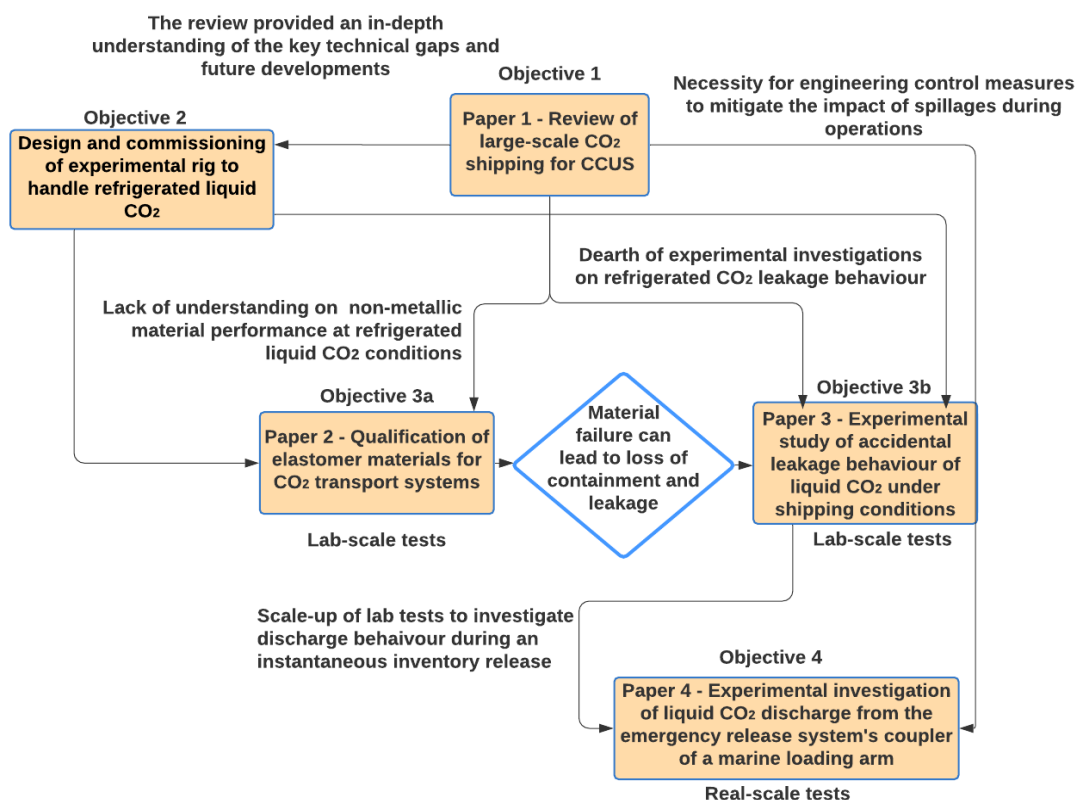 The review provided an in-depth
understanding of the key technical gaps and
future developments
Objective 1
Necessity for engineering control measures
to mitigate the impact of spillages during
operations
Objective 2
Paper 1 - Review of
large-scale CO₂
shipping for CCUS
Design and commissioning
of experimental rig to
handle refrigerated liquid
CO₂
Dearth of experimental investigations
on refrigerated CO₂ leakage behaviour
Lack of understanding on  non-metallic
material performance at refrigerated
liquid CO₂ conditions
Objective 3a
Paper 2 - Qualification of
elastomer materials for
CO₂ transport systems
Lab-scale tests
Material
failure can
lead to loss of
containment and
leakage
Objective 3b
Paper 3 - Experimental
study of accidental
leakage behaviour of
liquid CO₂ under
shipping conditions
Lab-scale tests
Scale-up of lab tests to investigate
discharge behaivour during an
instantaneous inventory release
Objective 4
Paper 4 - Experimental investigation
of liquid CO₂ discharge from the
emergency release system's coupler
of a marine loading arm
Real-scale tests